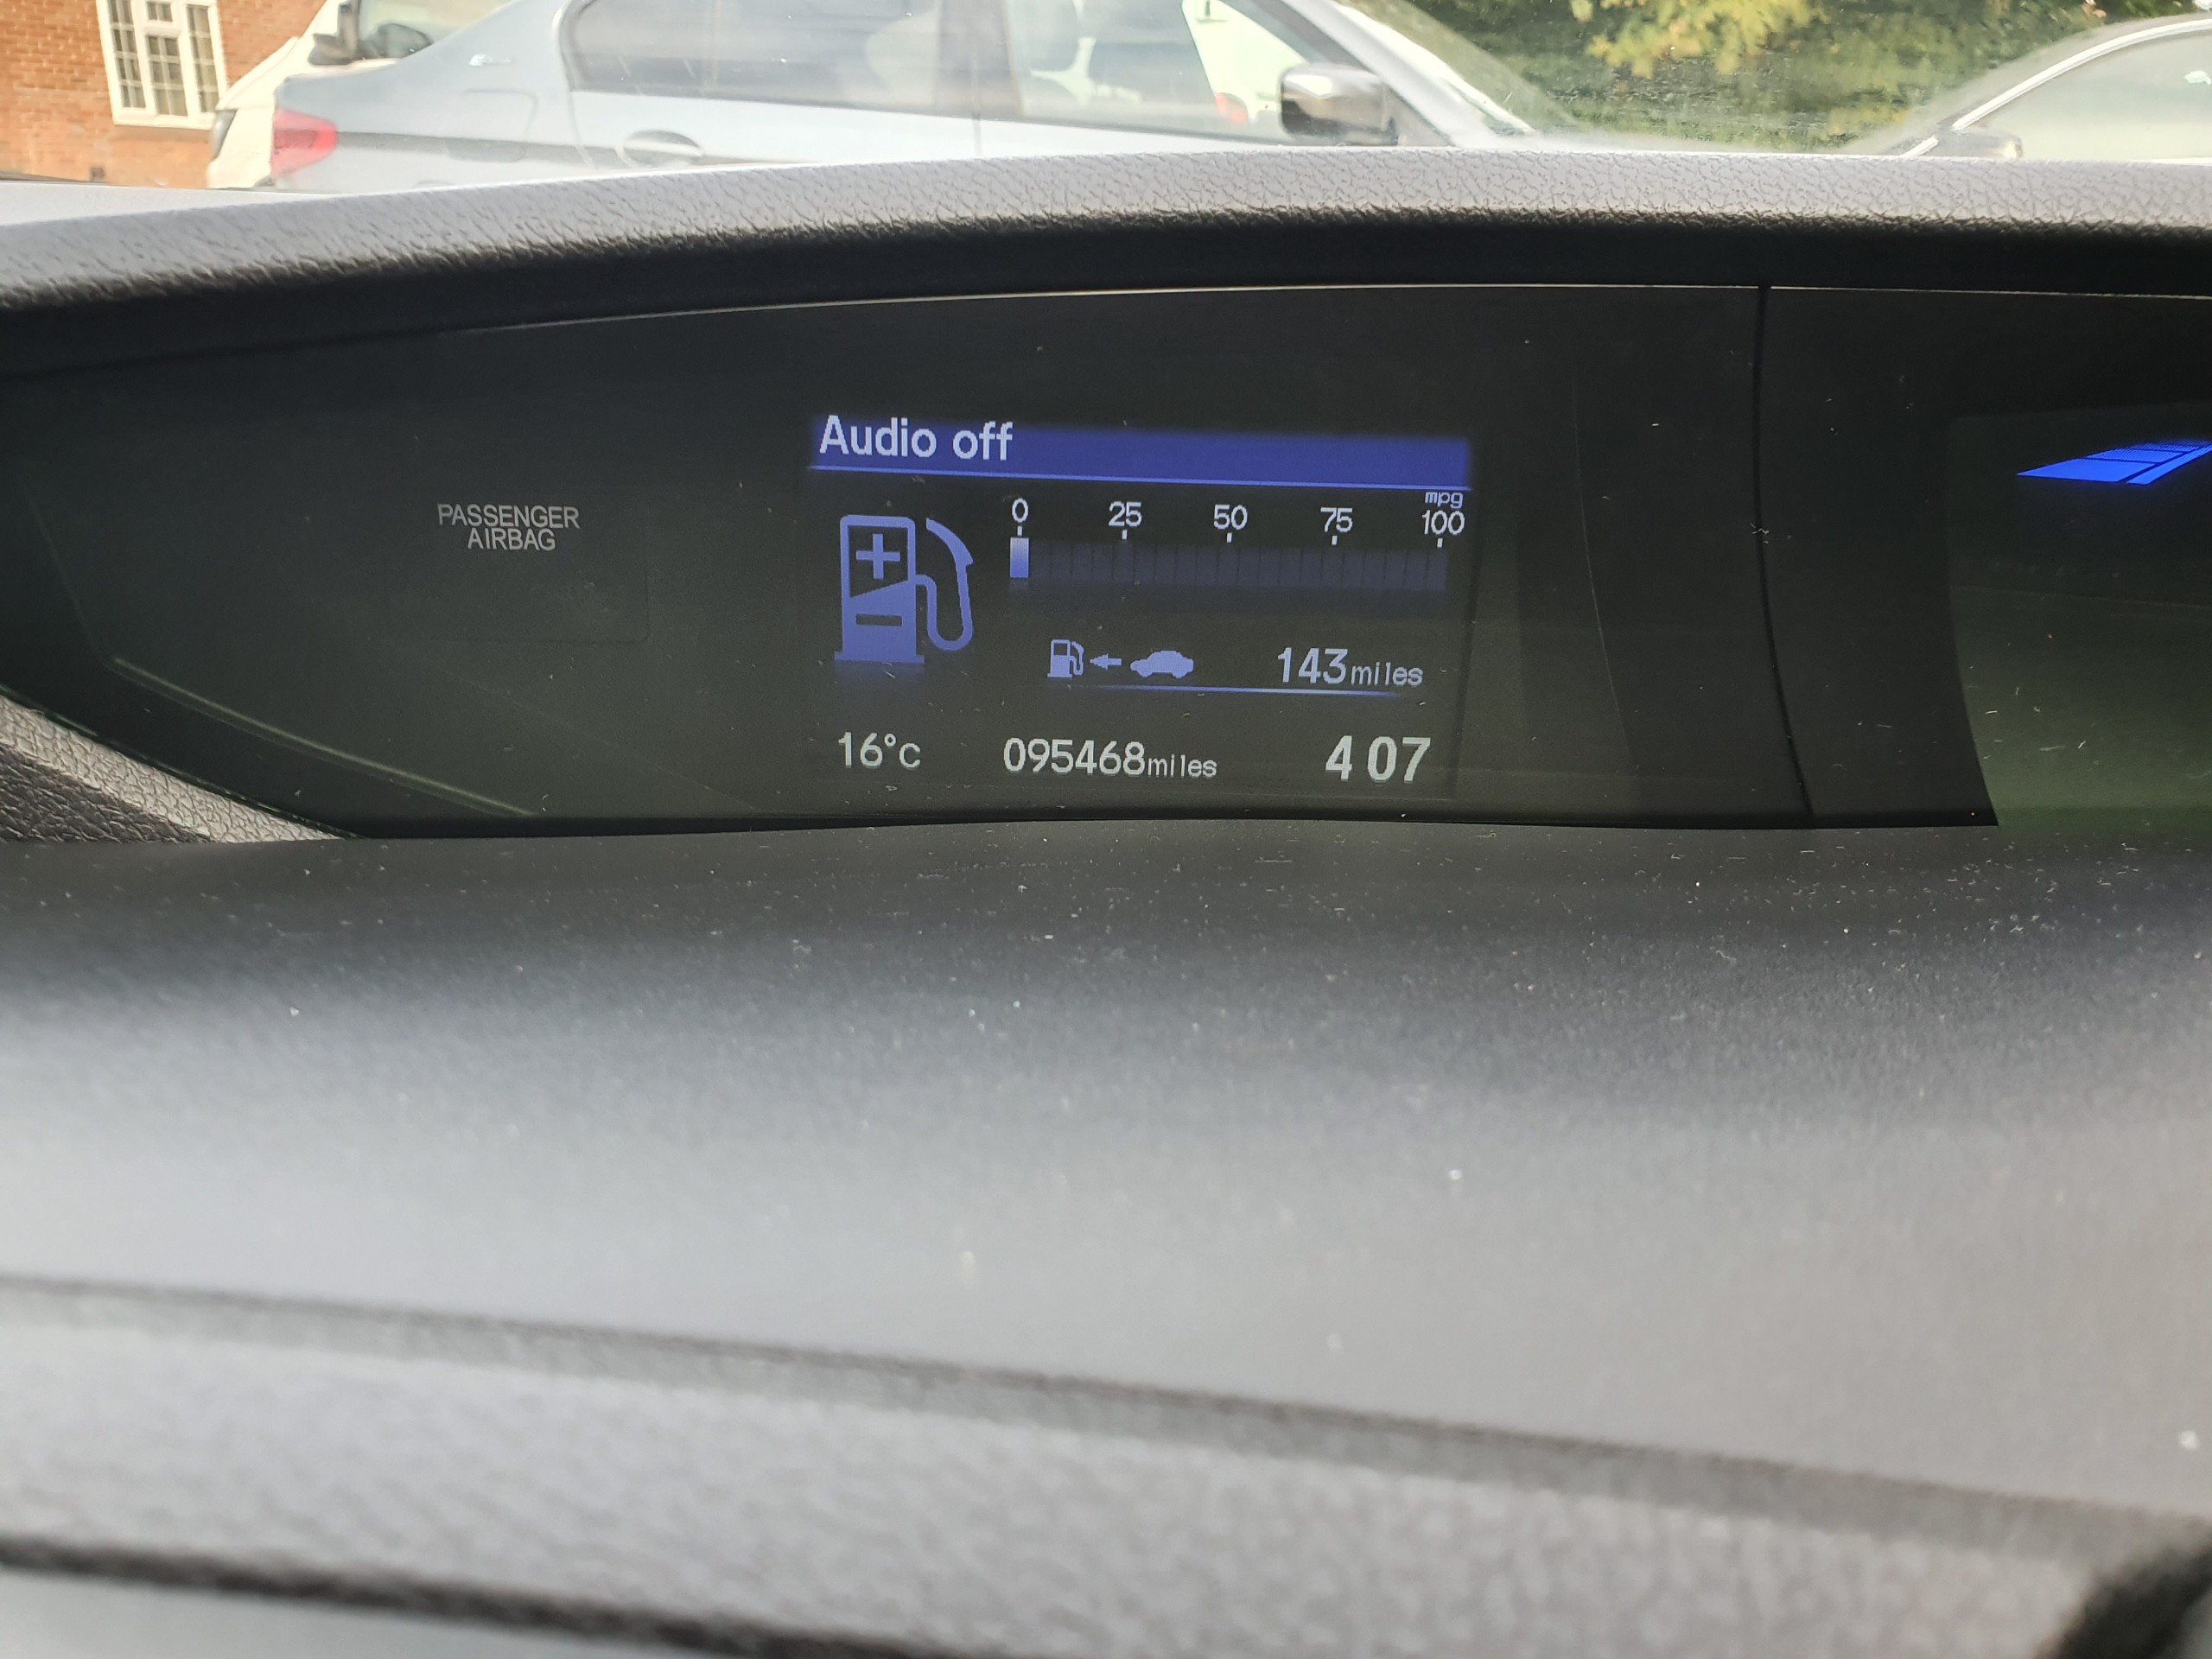 Audio off
mpg
0 25 50 75 100
PASSENGER
AIRBAG
143miles
16°c 095468miles 4 07